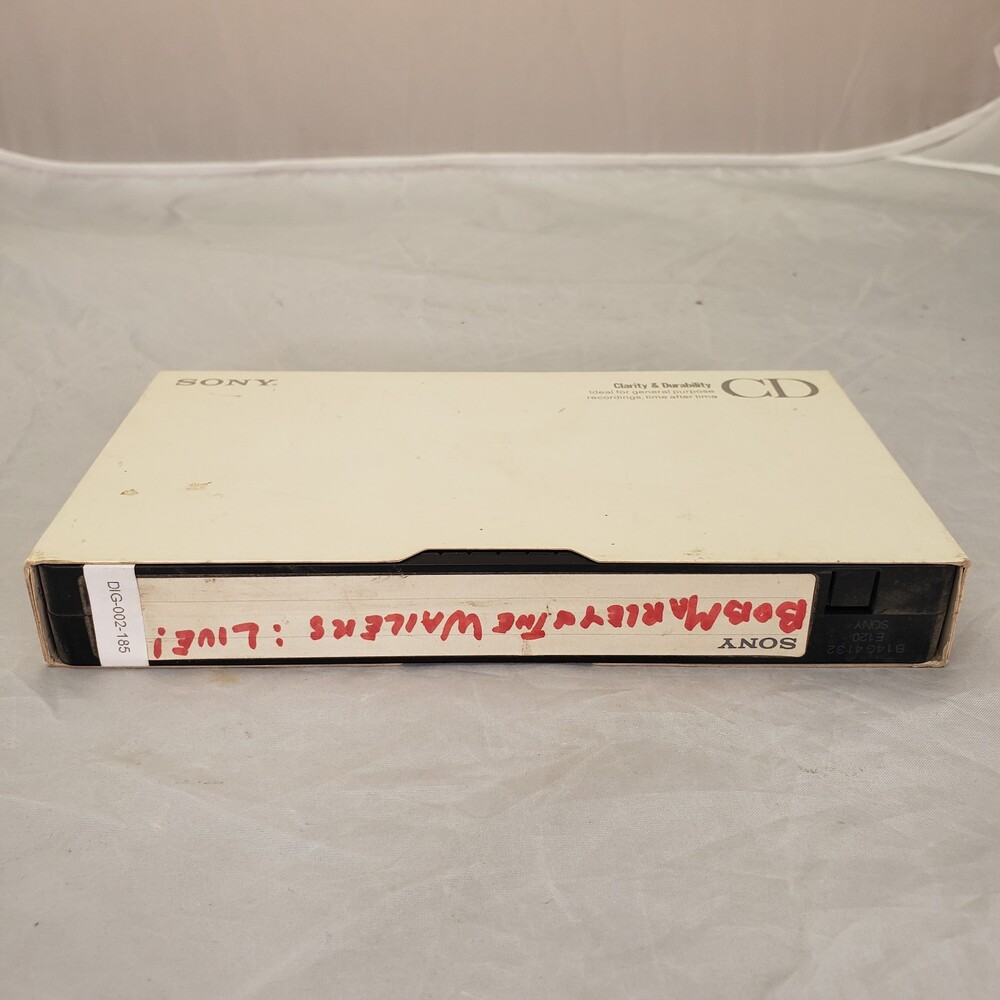 SONY
Clarity & Durability
Ideal for general purpose
recordings, time after time
CD
DIG-002-185
BOB MARLEY & THE WAILERS : LIVE!
SONY
B14G4132
E120
SONY